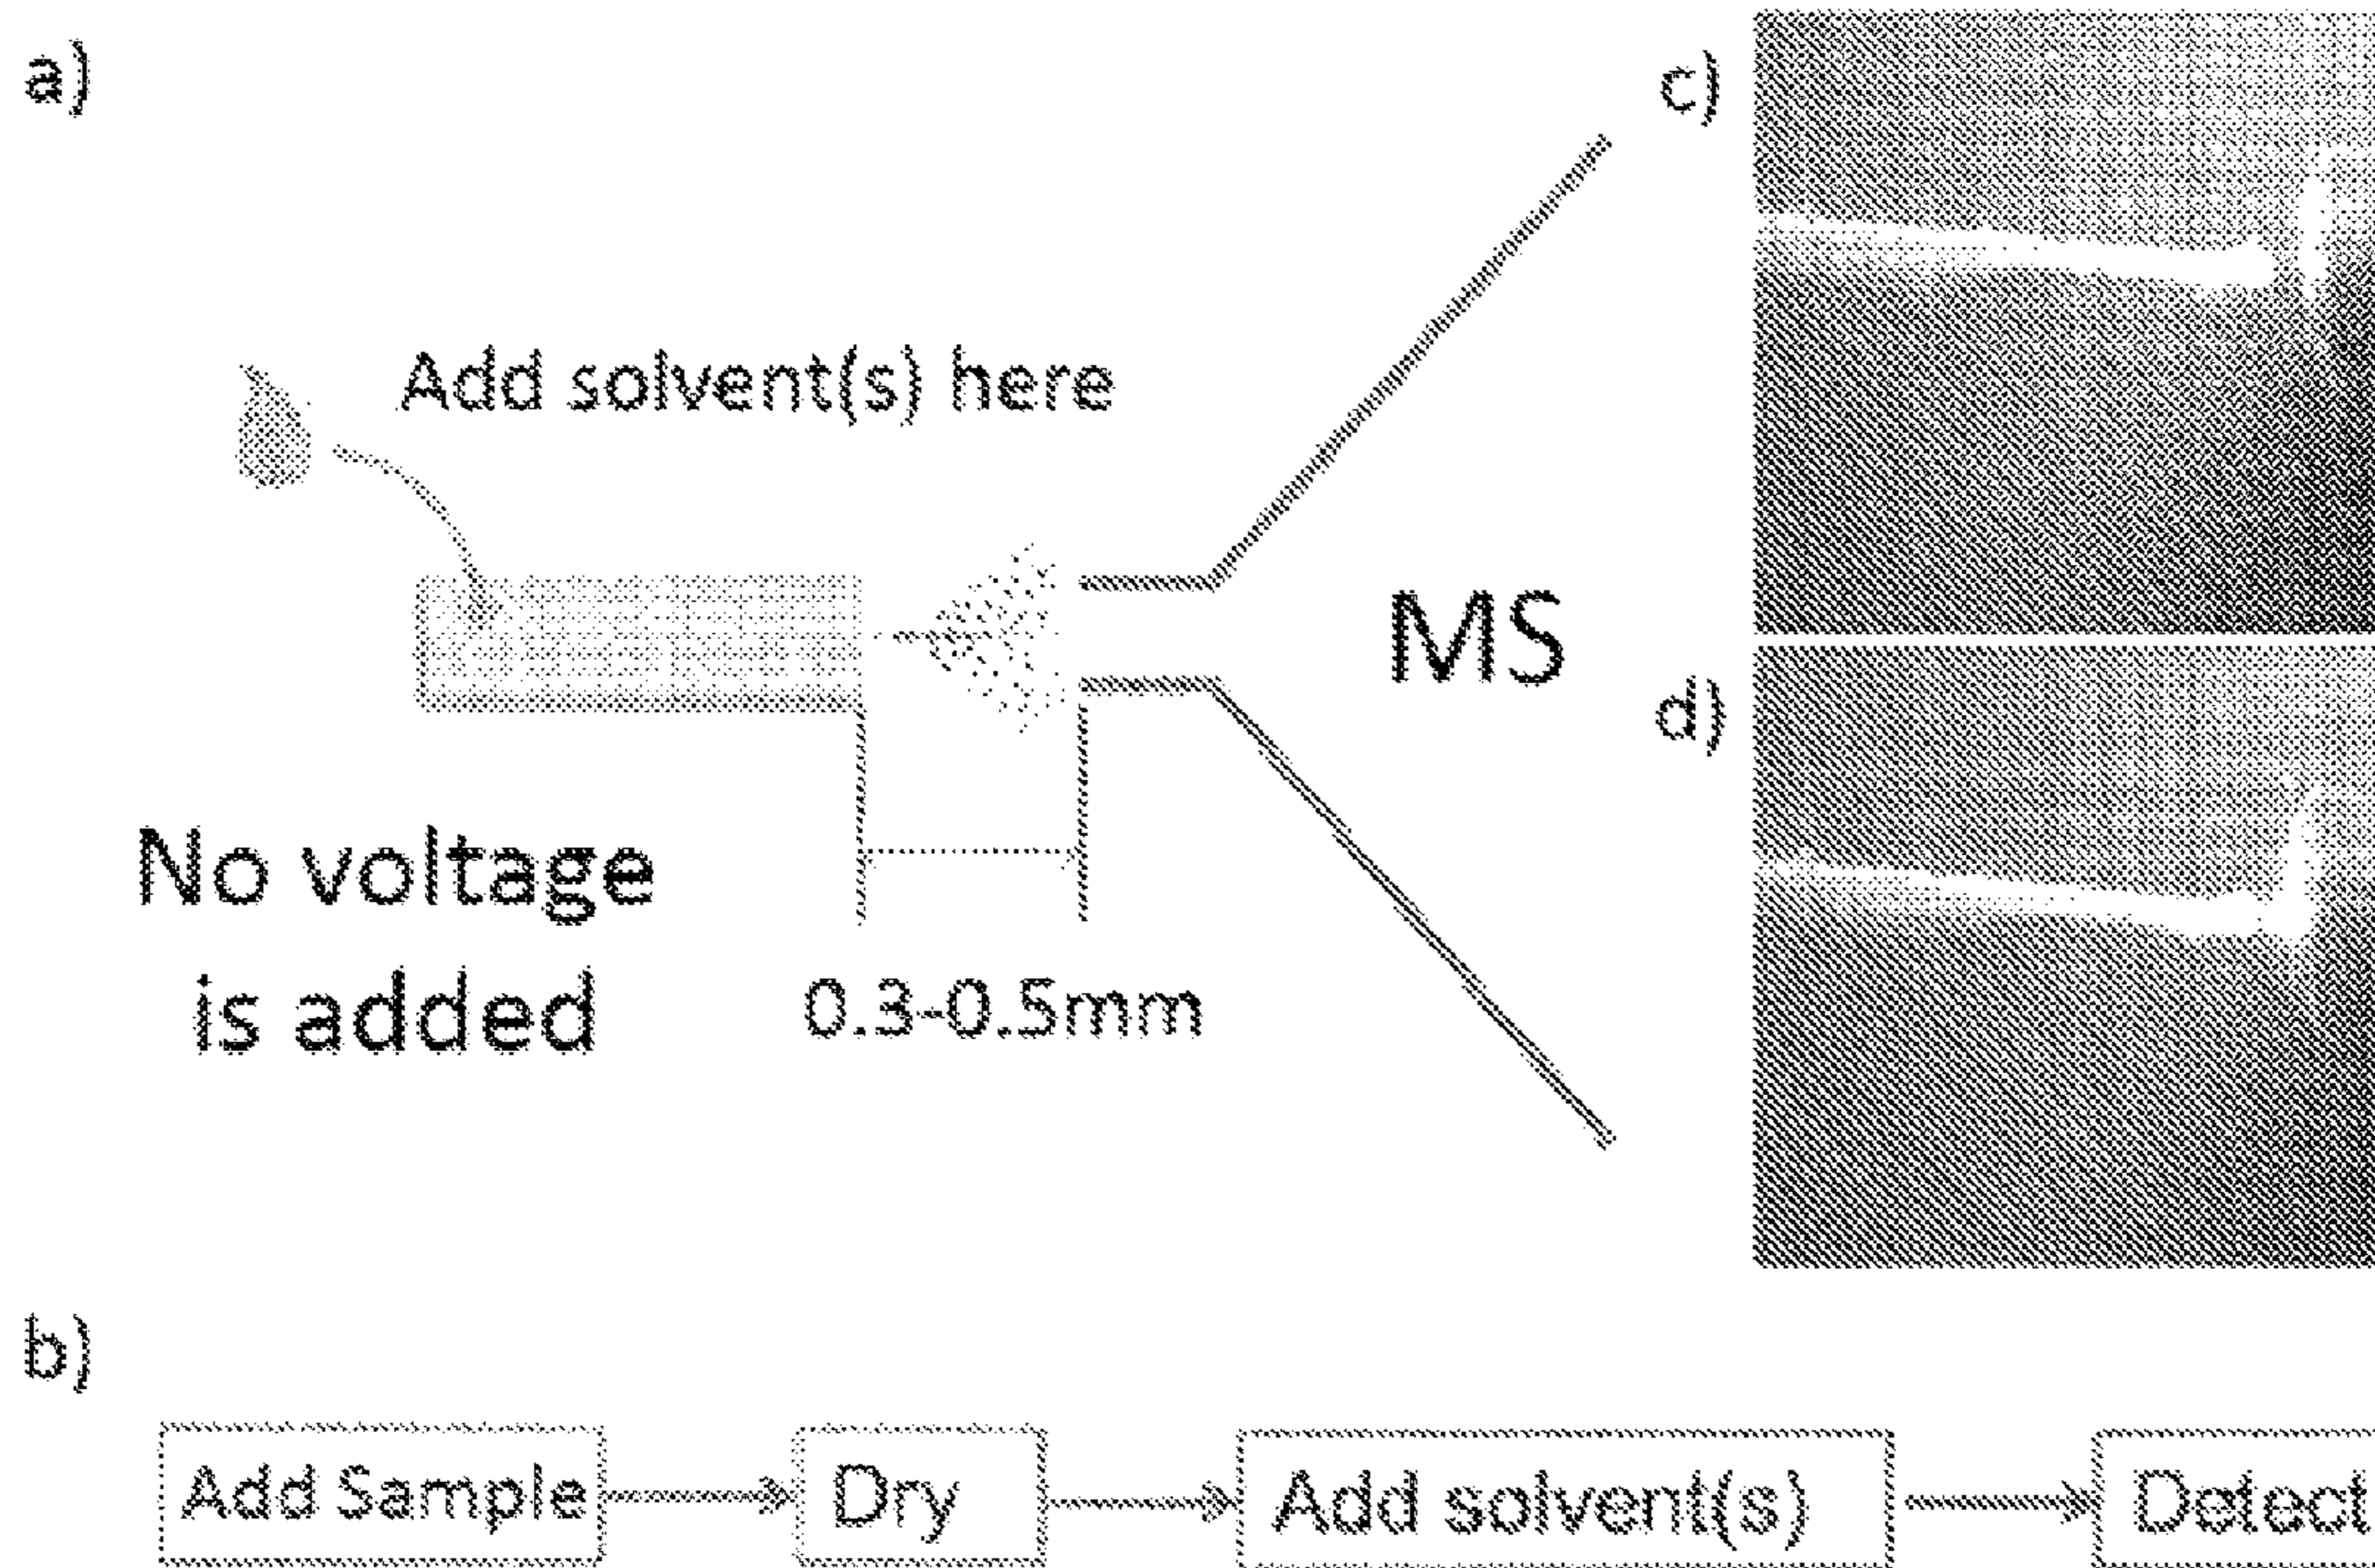 a)
c)
Add solvent(s) here
MS
d)
No voltage
is added
0.3-0.5mm
b)
Add Sample
Dry
Add solvent(s)
Detect